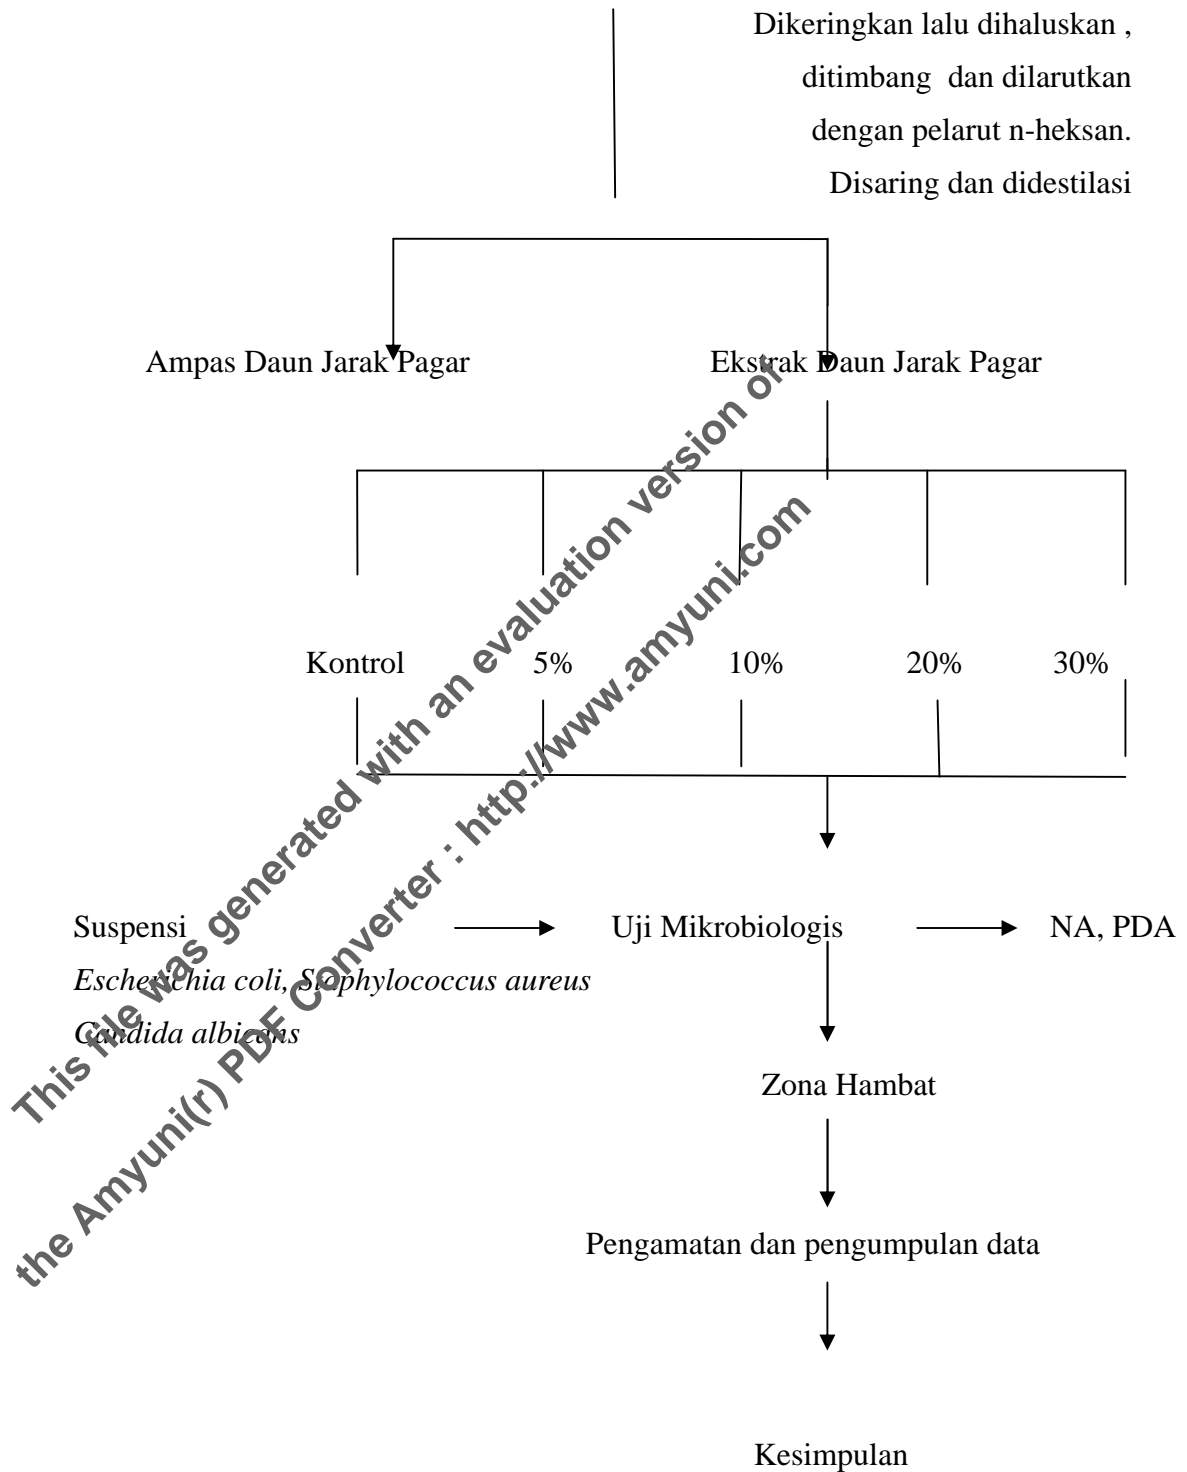 Dikeringkan lalu dihaluskan ,
ditimbang dan dilarutkan
dengan pelarut n-heksan.
Disaring dan didestilasi
Ampas Daun Jarak Pagar
Ekstrak Daun Jarak Pagar
Kontrol
5%
10%
20%
30%
Suspensi
Uji Mikrobiologis
NA, PDA
Escherichia coli, Staphylococcus aureus
Candida albicans
Zona Hambat
Pengamatan dan pengumpulan data
Kesimpulan
This file was generated with an evaluation version of
the Amyuni(r) PDF Converter : http://www.amyuni.com